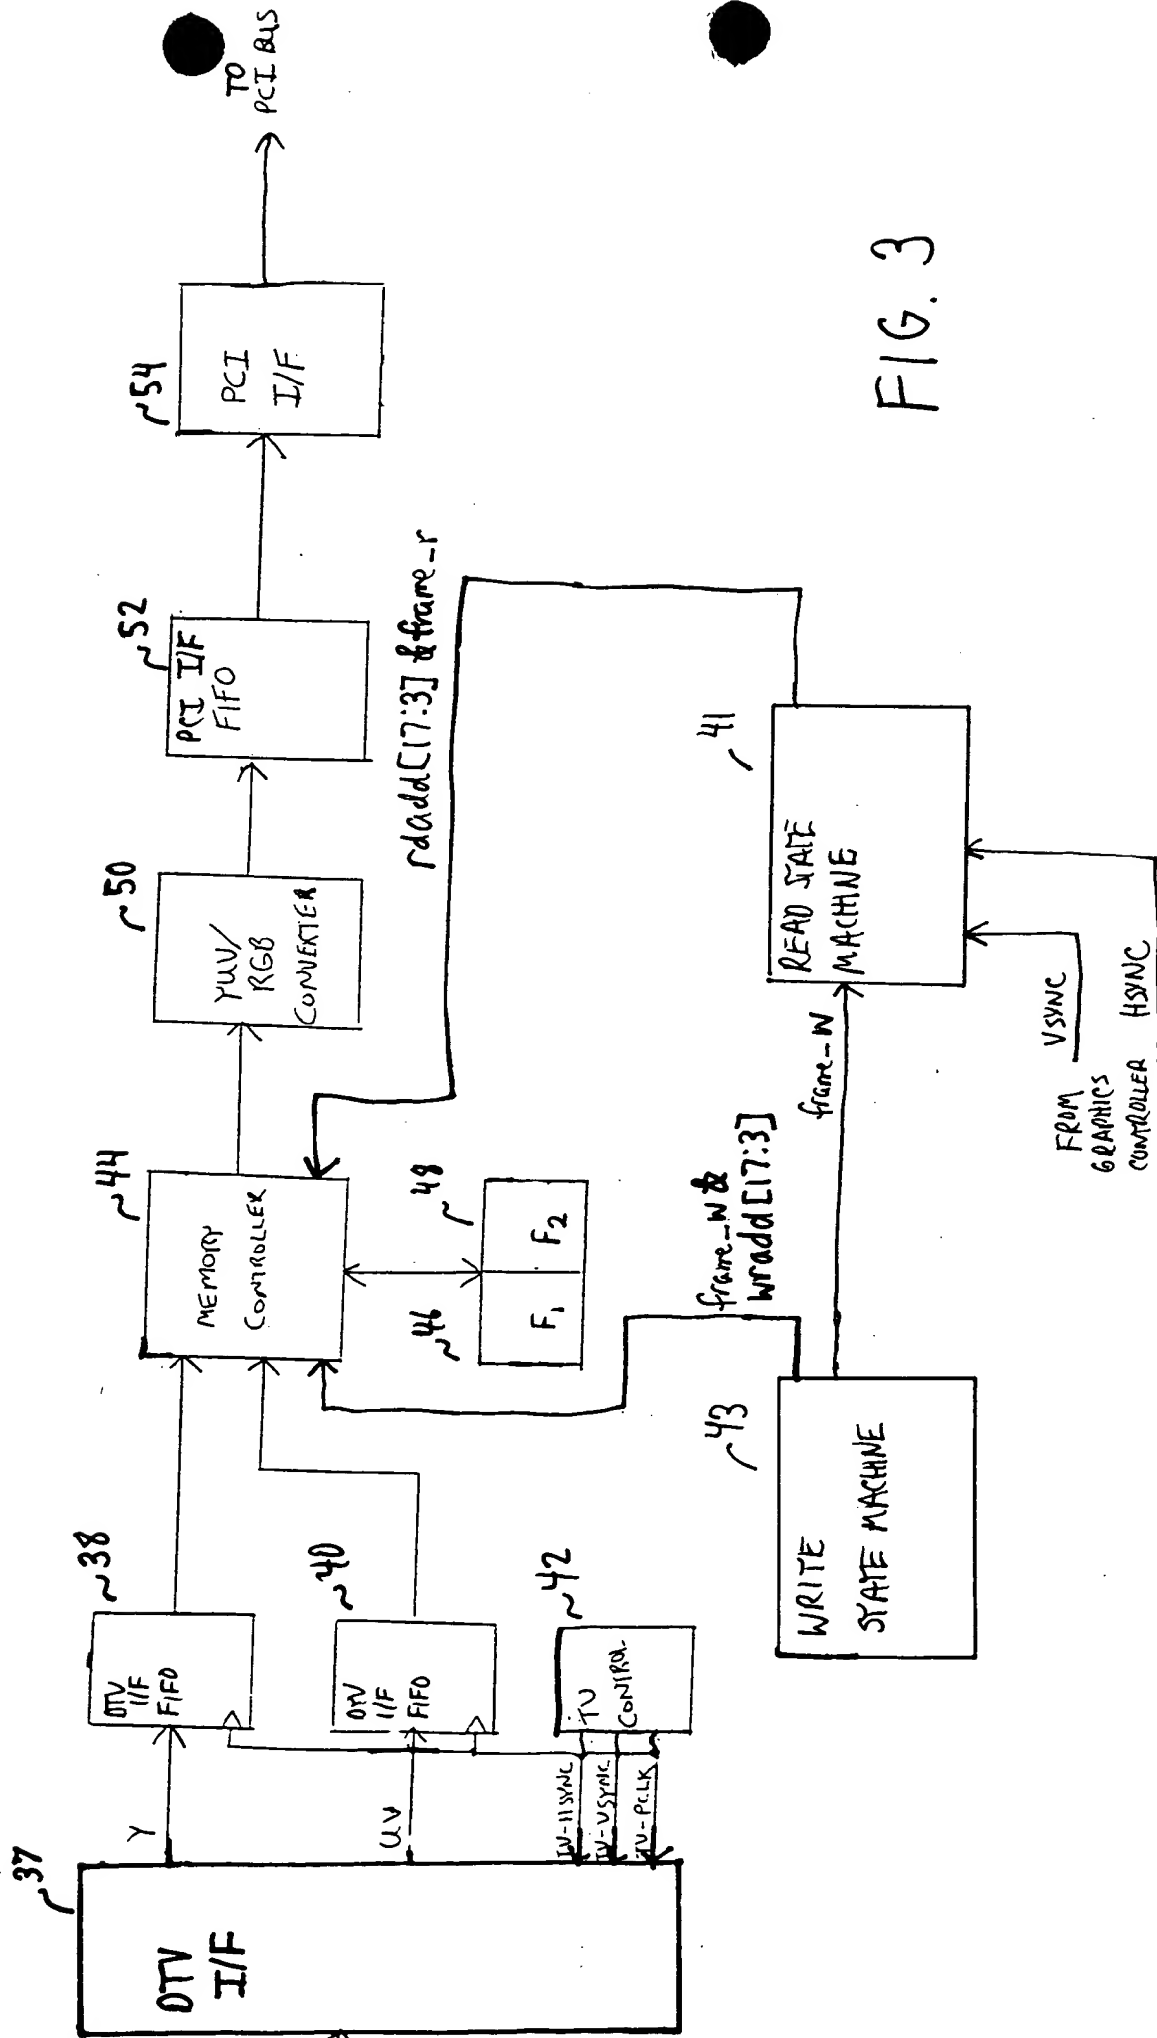 37
DTV
I/F
Y
UV
TV-HSYNC
TV-VSYNC
TV-PCLK
38
DTV
I/F
FIFO
40
DTV
I/F
FIFO
42
TV
CONTROL
44
MEMORY
CONTROLLER
46
48
F1
F2
50
YUV/
RGB
CONVERTER
52
PCI I/F
FIFO
54
PCI
I/F
TO
PCI BUS
rdadd[17:3] & frame_r
frame_w &
wradd[17:3]
43
WRITE
STATE MACHINE
frame_w
41
READ STATE
MACHINE
VSYNC
FROM
GRAPHICS
CONTROLLER HSYNC
FIG. 3